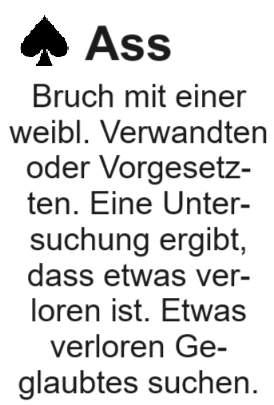 ♠ Ass
Bruch mit einer
weibl. Verwandten
oder Vorgesetz-
ten. Eine Unter-
suchung ergibt,
dass etwas ver-
loren ist. Etwas
verloren Ge-
glaubtes suchen.